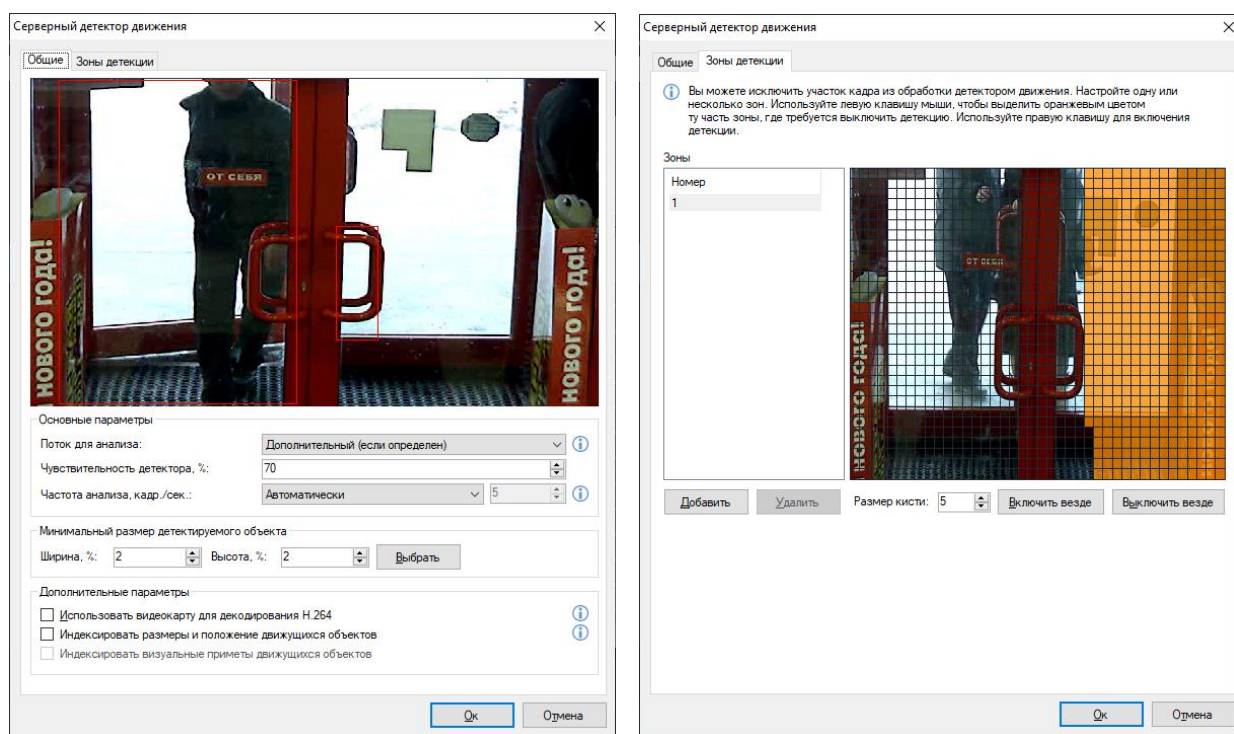 Серверный детектор движения
Общие
Зоны детекции
ОТ СЕБЯ
НОВОГО ГОДА!
НОВОГО ГОДА!
Основные параметры
Поток для анализа:
Дополнительный (если определен)
Чувствительность детектора, %:
70
Частота анализа, кадр./сек.:
Автоматически
5
Минимальный размер детектируемого объекта
Ширина, %:
2
Высота, %:
2
Выбрать
Дополнительные параметры
Использовать видеокарту для декодирования H.264
Индексировать размеры и положение движущихся объектов
Индексировать визуальные приметы движущихся объектов
Ок
Отмена
Серверный детектор движения
Общие
Зоны детекции
Вы можете исключить участок кадра из обработки детектором движения. Настройте одну или
несколько зон. Используйте левую клавишу мыши, чтобы выделить оранжевым цветом
ту часть зоны, где требуется выключить детекцию. Используйте правую клавишу для включения
детекции.
Зоны
Номер
1
ОТ СЕБЯ
НОВОГО ГОДА!
Добавить
Удалить
Размер кисти:
5
Включить везде
Выключить везде
Ок
Отмена